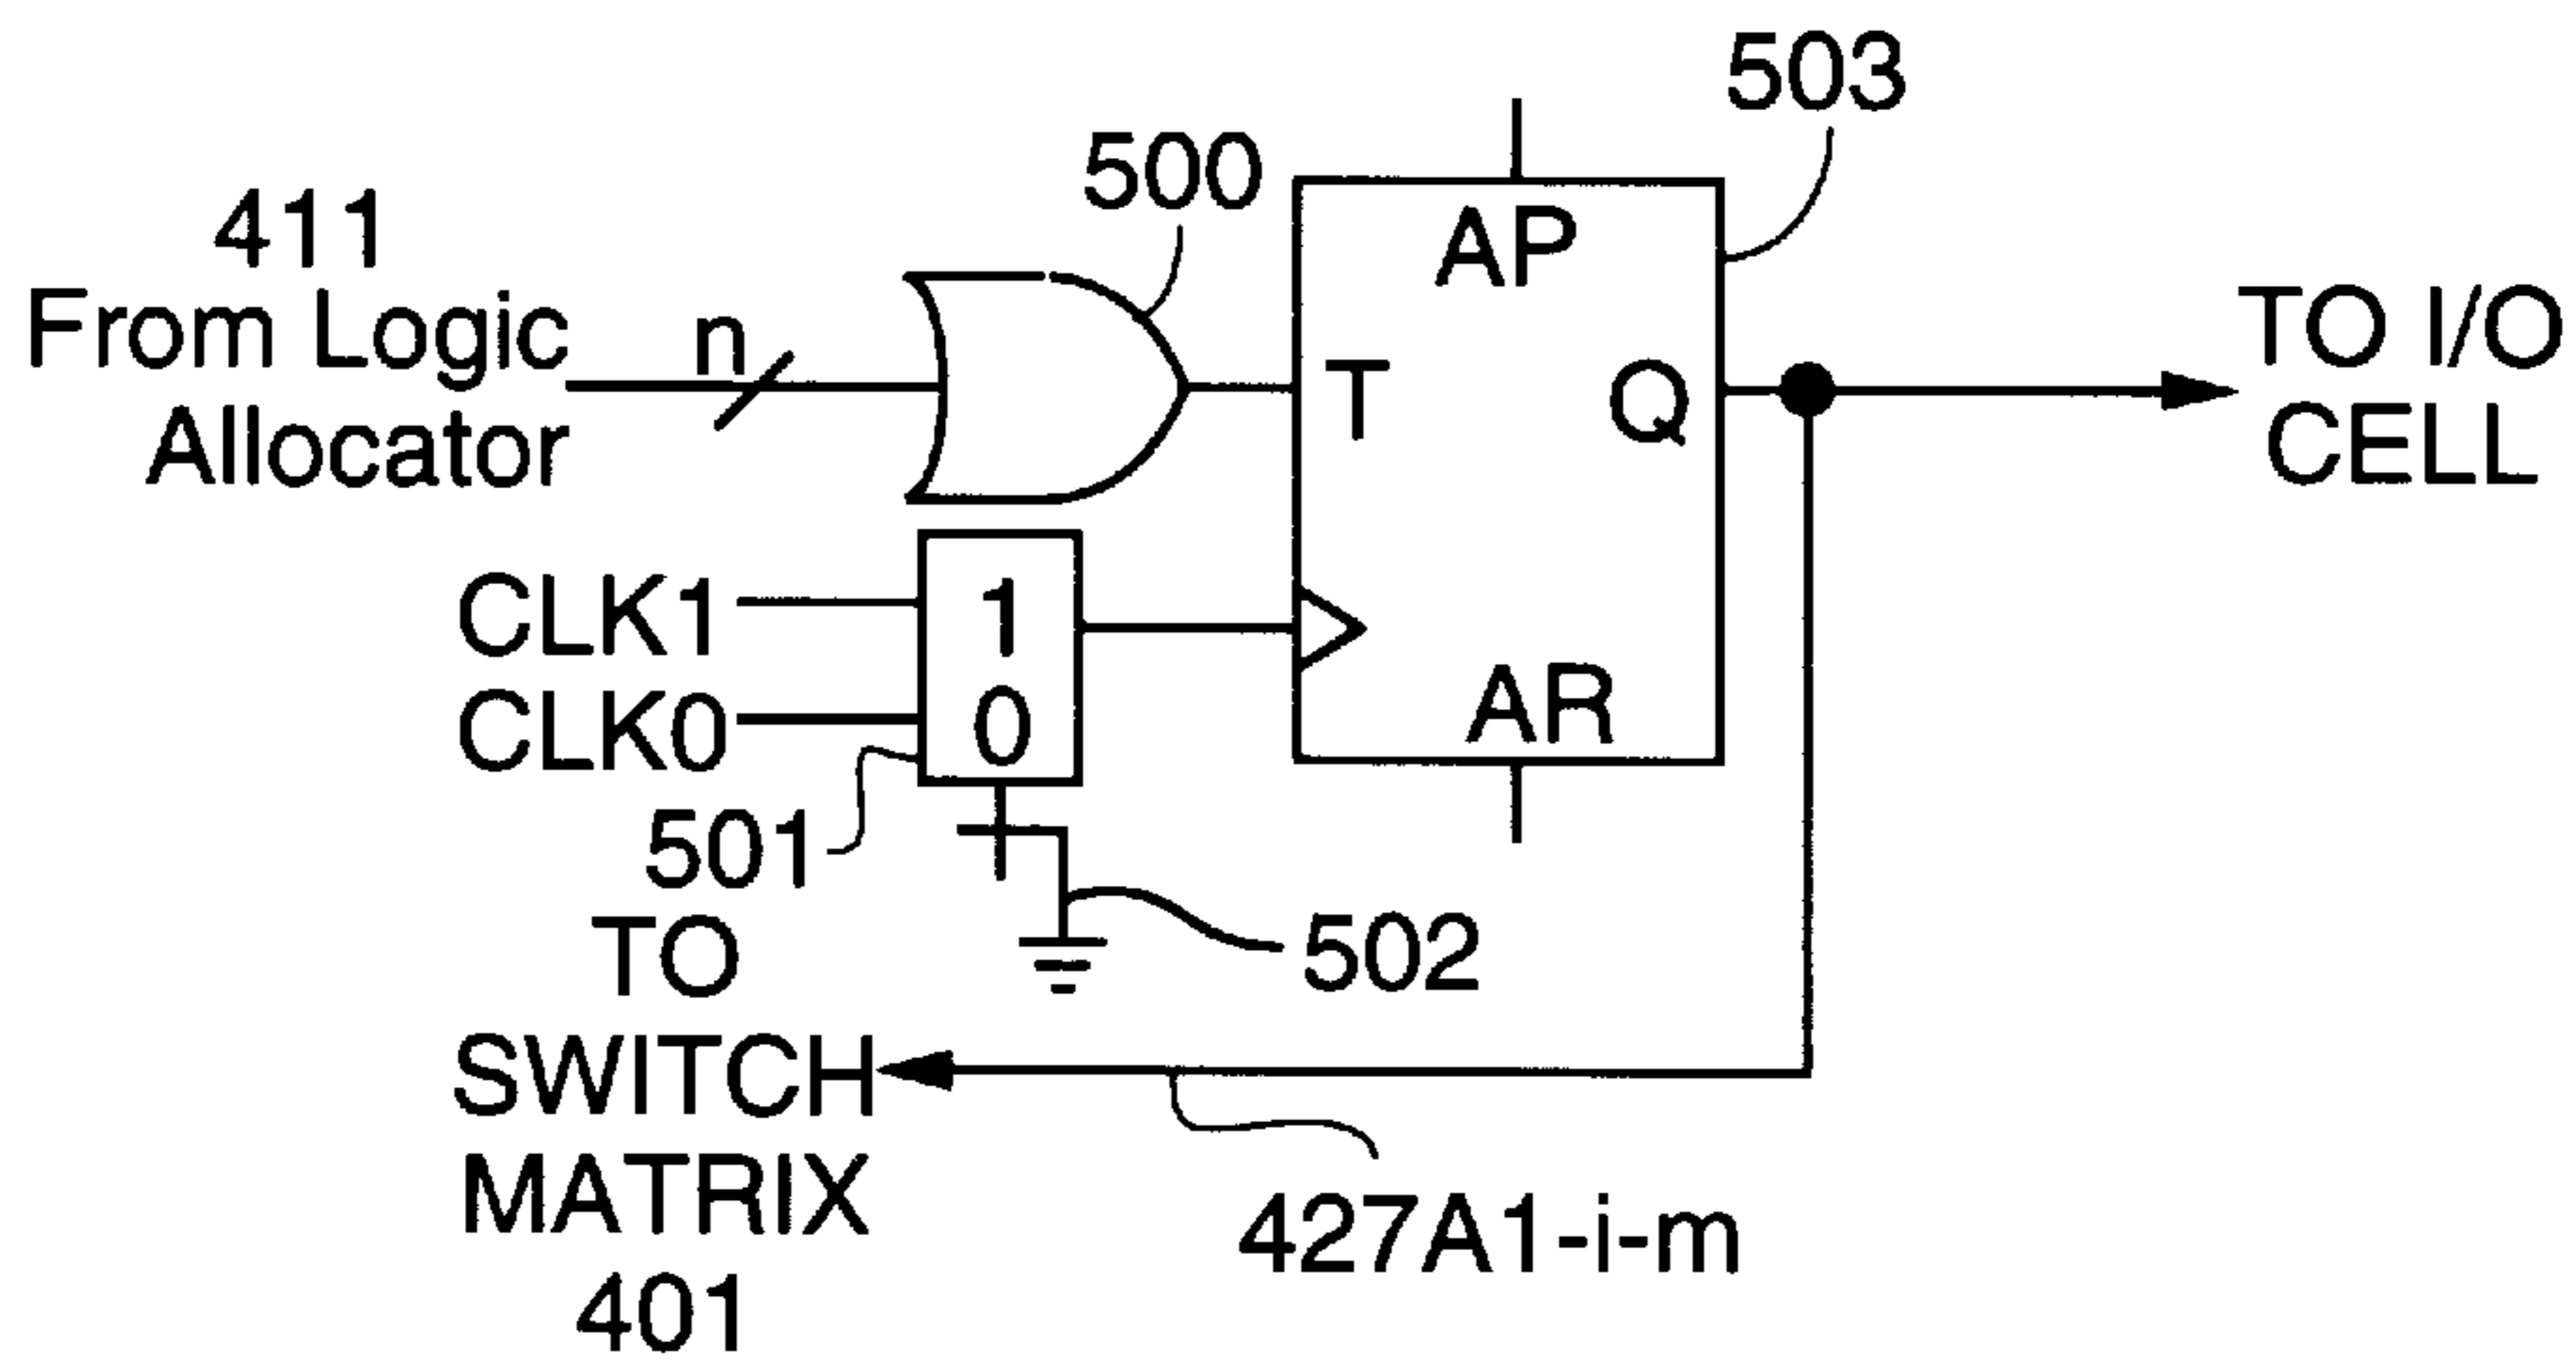 503
500
411
From Logic
Allocator
n
AP
T
Q
TO I/O
CELL
CLK1
CLK0
1
0
AR
501
502
TO
SWITCH
MATRIX
401
427A1-i-m